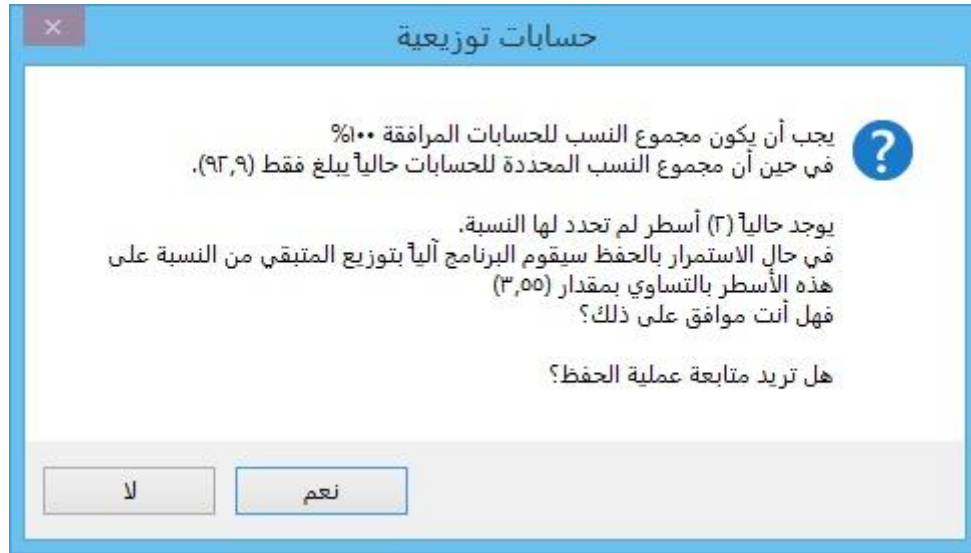 حسابات توزيعية
يجب أن يكون مجموع النسب للحسابات المرافقة ١٠٠%
في حين أن مجموع النسب المحددة للحسابات حالياً يبلغ فقط (٩٢,٩).
يوجد حالياً (٢) أسطر لم تحدد لها النسبة.
في حال الاستمرار بالحفظ سيقوم البرنامج آلياً بتوزيع المتبقي من النسبة على
هذه الأسطر بالتساوي بمقدار (٣,٥٥)
فهل أنت موافق على ذلك؟
هل تريد متابعة عملية الحفظ؟
نعم
لا